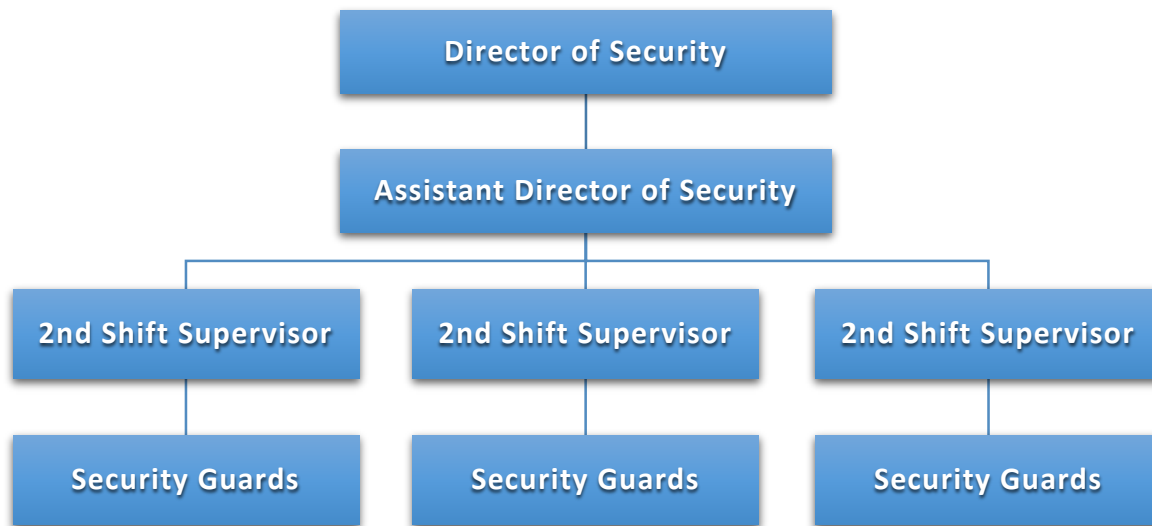 Director of Security
Assistant Director of Security
2nd Shift Supervisor
2nd Shift Supervisor
2nd Shift Supervisor
Security Guards
Security Guards
Security Guards